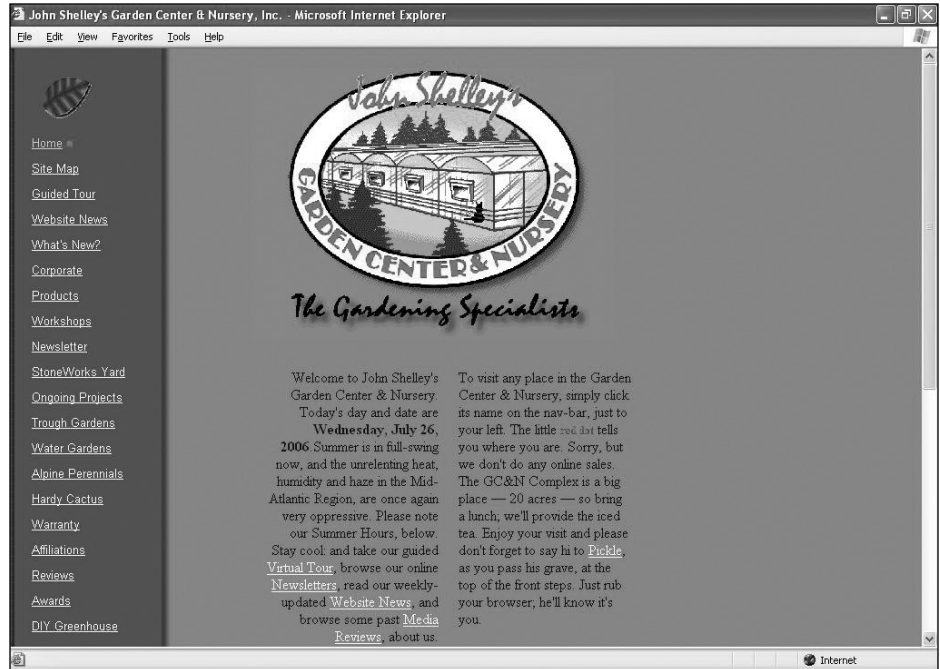 John Shelley's Garden Center & Nursery, Inc. - Microsoft Internet Explorer
File Edit View Favorites Tools Help
Home
Site Map
Guided Tour
Website News
What's New?
Corporate
Products
Workshops
Newsletter
StoneWorks Yard
Ongoing Projects
Trough Gardens
Water Gardens
Alpine Perennials
Hardy Cactus
Warranty
Affiliations
Reviews
Awards
DIY Greenhouse
John Shelley's
GARDEN CENTER & NURSERY
The Gardening Specialists
Welcome to John Shelley's
Garden Center & Nursery.
Today's day and date are
Wednesday, July 26,
2006.Summer is in full-swing
now, and the unrelenting heat,
humidity and haze in the Mid-
Atlantic Region, are once again
very oppressive. Please note
our Summer Hours, below.
Stay cool: and take our guided
Virtual Tour, browse our online
Newsletters, read our weekly-
updated Website News, and
browse some past Media
Reviews, about us.
To visit any place in the Garden
Center & Nursery, simply click
its name on the nav-bar, just to
your left. The little red dot tells
you where you are. Sorry, but
we don't do any online sales.
The GC&N Complex is a big
place — 20 acres — so bring
a lunch; we'll provide the iced
tea. Enjoy your visit and please
don't forget to say hi to Pickle,
as you pass his grave, at the
top of the front steps. Just rub
your browser; he'll know it's
you.
Internet